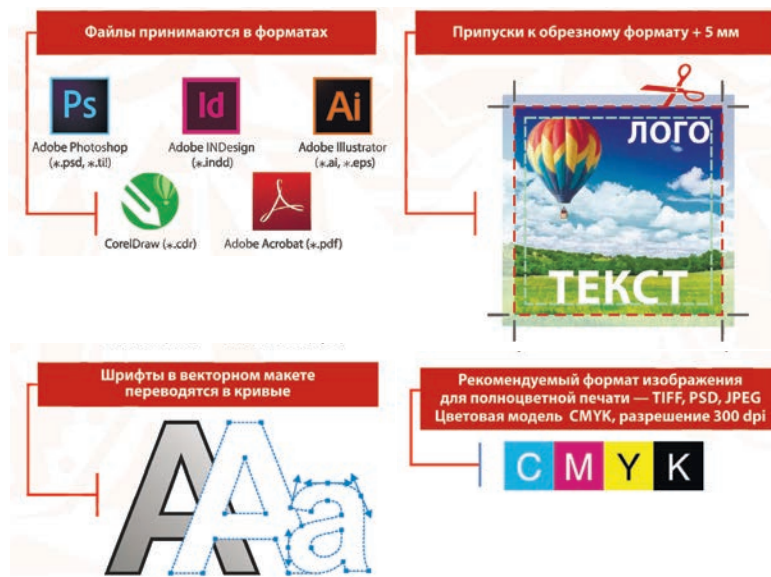 Файлы принимаются в форматах
Ps
Id
Ai
Adobe Photoshop
(*.psd, *.til)
Adobe INDesign
(*.indd)
Adobe Illustrator
(*.ai, *.eps)
CorelDraw (*.cdr)
Adobe Acrobat (*.pdf)
Припуски к обрезному формату + 5 мм
ЛОГО
ТЕКСТ
Шрифты в векторном макете
переводятся в кривые
А
А
а
Рекомендуемый формат изображения
для полноцветной печати — TIFF, PSD, JPEG
Цветовая модель CMYK, разрешение 300 dpi
C M Y K